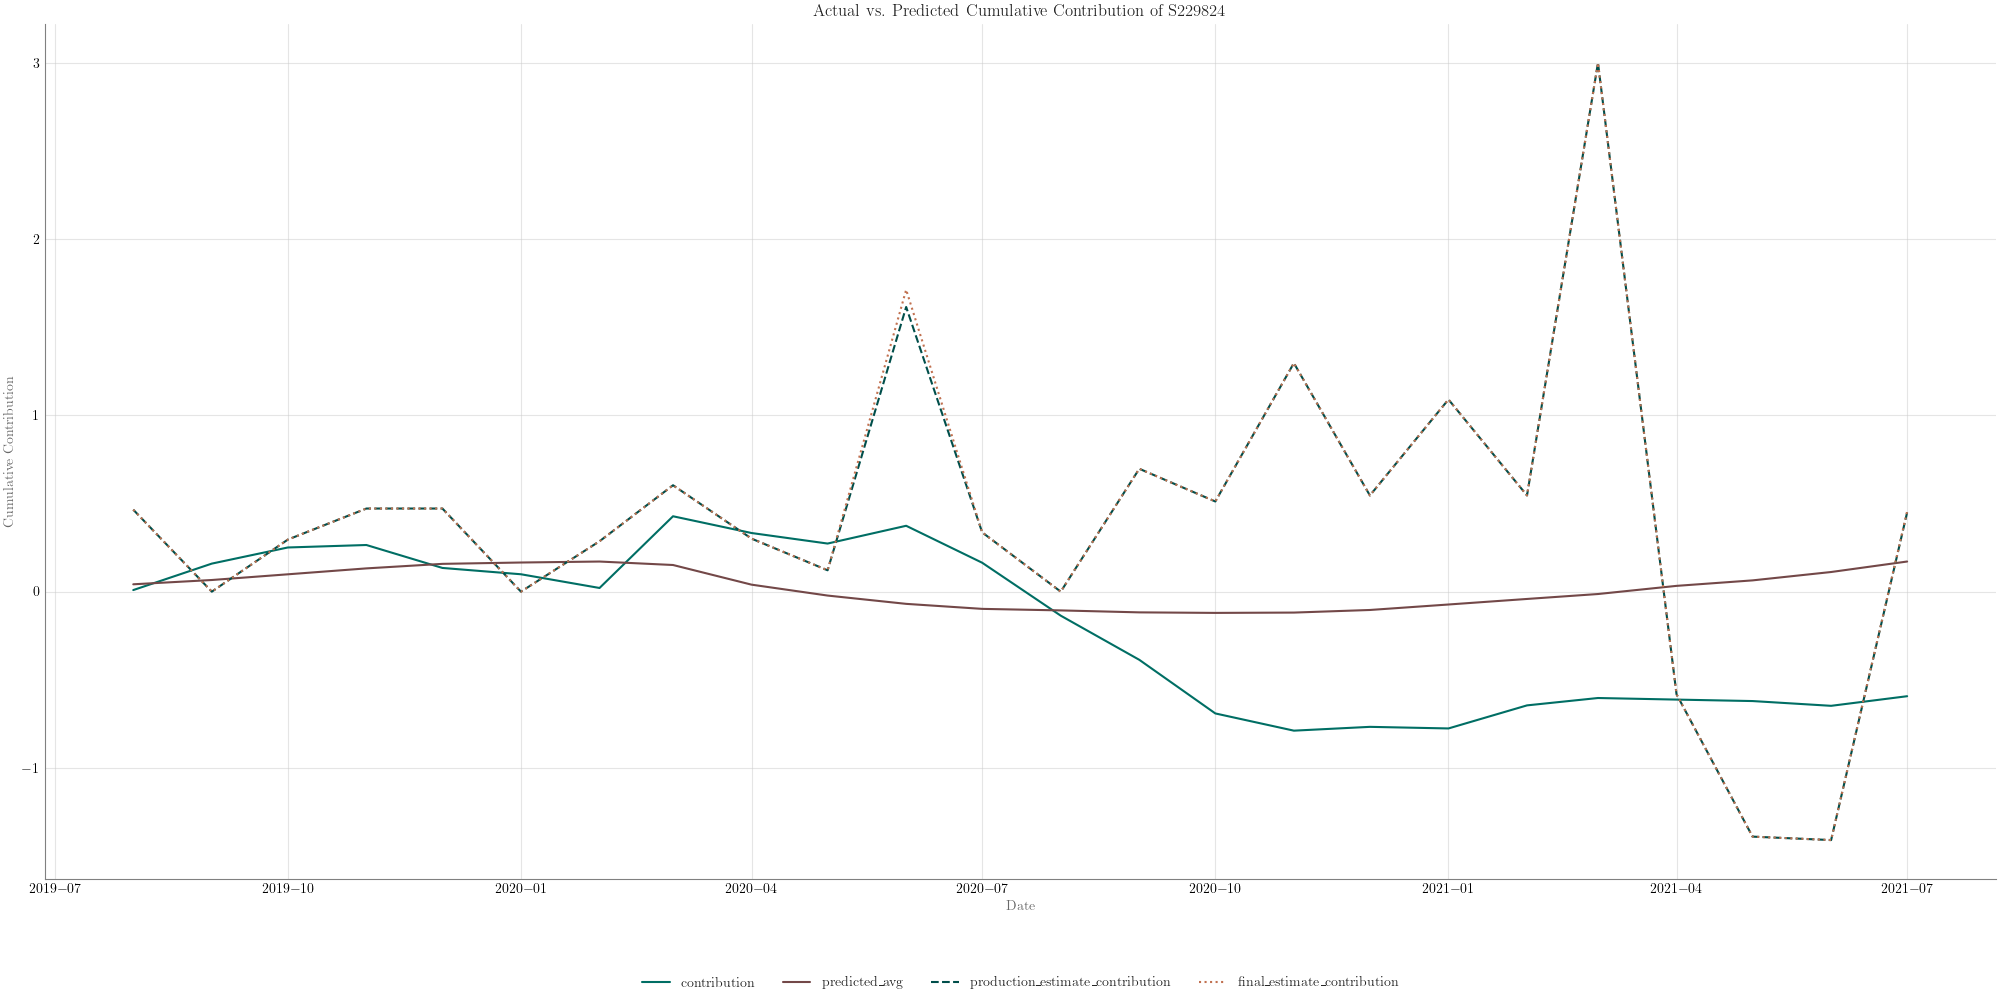 Actual vs. Predicted Cumulative Contribution of S229824
Cumulative Contribution
3
2
1
0
−1
2019−07 2019−10 2020−01 2020−04 2020−07 2020−10 2021−01 2021−04 2021−07
Date
contribution predicted_avg production_estimate_contribution final_estimate_contribution